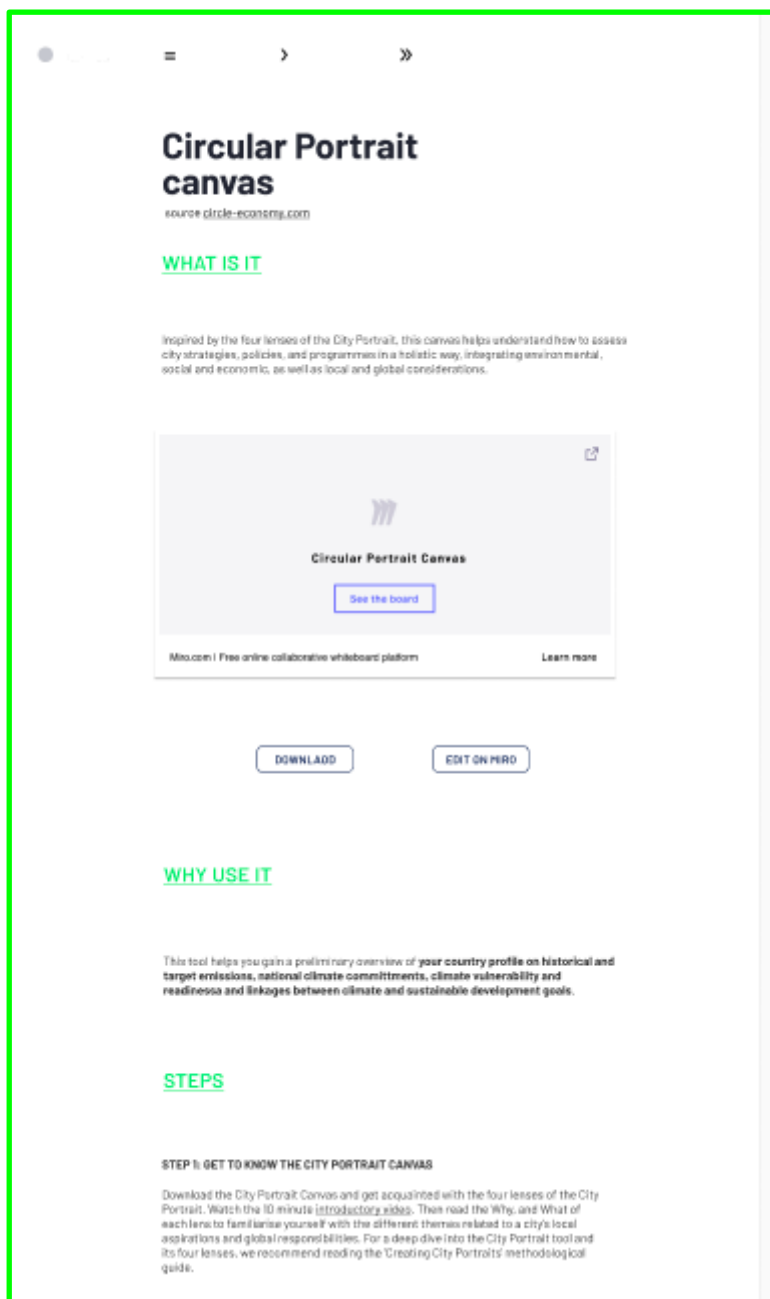 Circular Portrait
canvas
source circle-economy.com
WHAT IS IT
Inspired by the four lenses of the City Portrait, this canvas helps understand how to assess
city strategies, policies, and programmes in a holistic way, integrating environmental,
social and economic, as well as local and global considerations.
Circular Portrait Canvas
See the board
Miro.com | Free online collaborative whiteboard platform
Learn more
DOWNLAOD
EDIT ON MIRO
WHY USE IT
This tool helps you gain a preliminary overview of your country profile on historical and
target emissions, national climate committments, climate vulnerability and
readinessa and linkages between climate and sustainable development goals.
STEPS
STEP 1: GET TO KNOW THE CITY PORTRAIT CANVAS
Download the City Portrait Canvas and get acquainted with the four lenses of the City
Portrait. Watch the 10 minute introductory video. Then read the Why, and What of
each lens to familiarise yourself with the different themes related to a city's local
aspirations and global responsibilities. For a deep dive into the City Portrait tool and
its four lenses, we recommend reading the 'Creating City Portraits' methodological
guide.